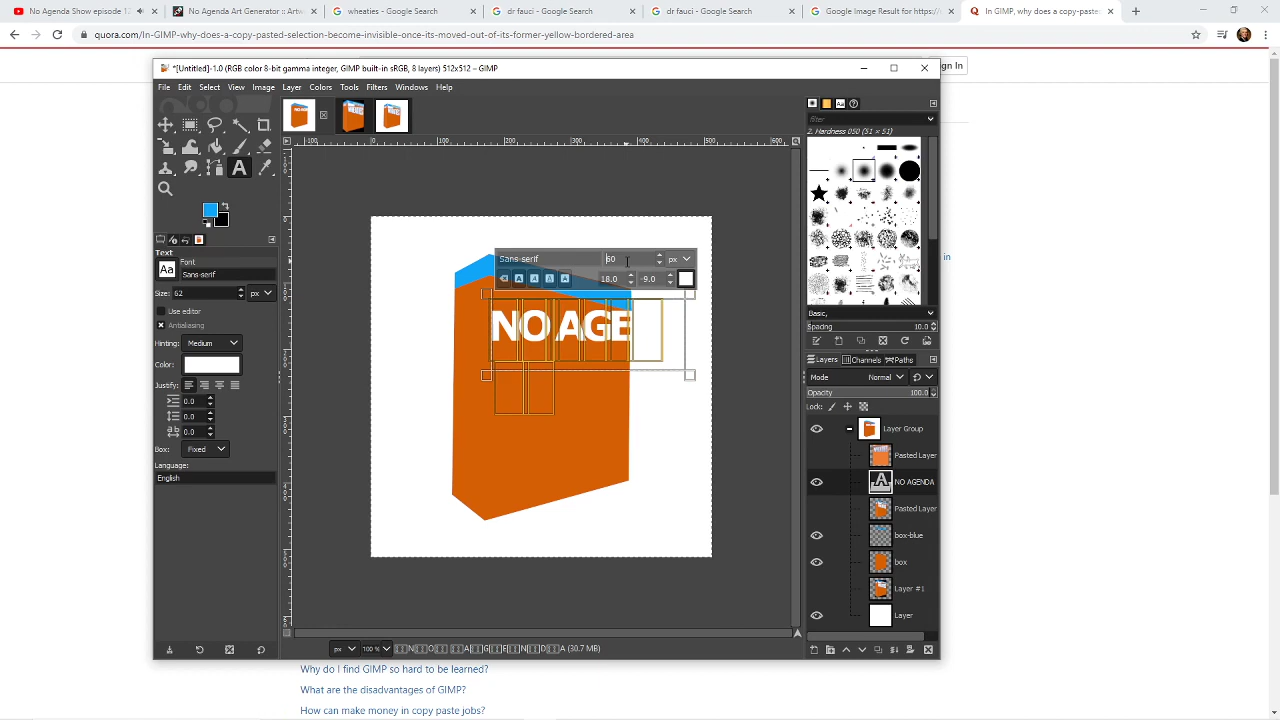 No Agenda Show episode 13
No Agenda Art Generator :: Artw
wheaties - Google Search
dr fauci - Google Search
dr fauci - Google Search
Google Image Result for https://
In GIMP, why does a copy-paste
quora.com/In-GIMP-why-does-a-copy-pasted-selection-become-invisible-once-its-moved-out-of-its-former-yellow-bordered-area
gn In
*[Untitled]-1.0 (RGB color 8-bit gamma integer, GIMP built-in sRGB, 8 layers) 512x512 – GIMP
File Edit Select View Image Layer Colors Tools Filters Windows Help
filter
2. Hardness 050 (51 × 51)
Basic,
Spacing 10.0
Text
Font
Aa Sans-serif
Size: 62 px
Use editor
Antialiasing
Hinting: Medium
Color:
Justify:
0.0
0.0
0.0
Box: Fixed
Language:
English
Sans-serif 60 px
18.0 -9.0
NO AGE
Layers Channels Paths
Mode Normal
Opacity 100.0
Lock:
Layer Group
Pasted Layer
NO AGENDA
Pasted Layer
box-blue
box
Layer #1
Layer
px 100 % (30.7 MB)
in
Why do I find GIMP so hard to be learned?
What are the disadvantages of GIMP?
How can make money in copy paste jobs?